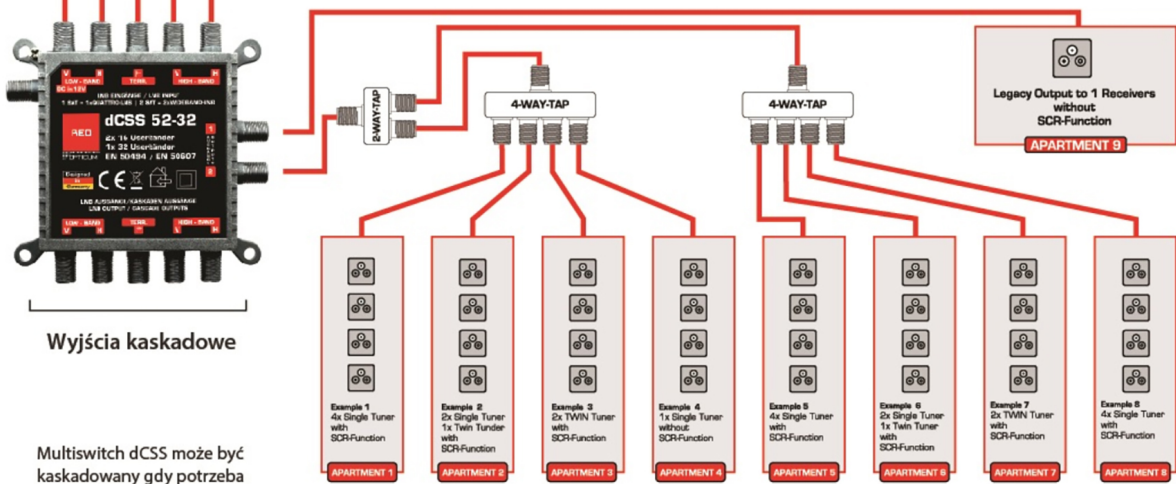 V H TERR. V H
LOW - BAND HIGH - BAND
DC in 12V
LNB EINGÄNGE / LNB INPUT
dCSS 52-32
RED
OPTICUM
2x 16 Userbänder
1x 32 Userbänder
EN 50494 / EN 50607
1
2
Designed
in
Germany
CE
LNB AUSGÄNGE/KASKADEN AUSGÄNGE
LNB OUTPUT / CASCADE OUTPUTS
LOW - BAND TERR. HIGH - BAND
V H V H
Wyjścia kaskadowe
Multiswitch dCSS może być
kaskadowany gdy potrzeba
2-WAY-TAP
4-WAY-TAP
4-WAY-TAP
Legacy Output to 1 Receivers
without
SCR-Function
APARTMENT 9
Example 1
4x Single Tuner
with
SCR-Function
APARTMENT 1
Example 2
2x Single Tuner
1x Twin Tunder
with
SCR-Function
APARTMENT 2
Example 3
2x TWIN Tuner
with
SCR-Function
APARTMENT 3
Example 4
1x Single Tuner
without
SCR-Function
APARTMENT 4
Example 5
4x Single Tuner
with
SCR-Function
APARTMENT 5
Example 6
2x Single Tuner
1x Twin Tuner
with
SCR-Function
APARTMENT 6
Example 7
2x TWIN Tuner
with
SCR-Function
APARTMENT 7
Example 8
4x Single Tuner
with
SCR-Function
APARTMENT 8